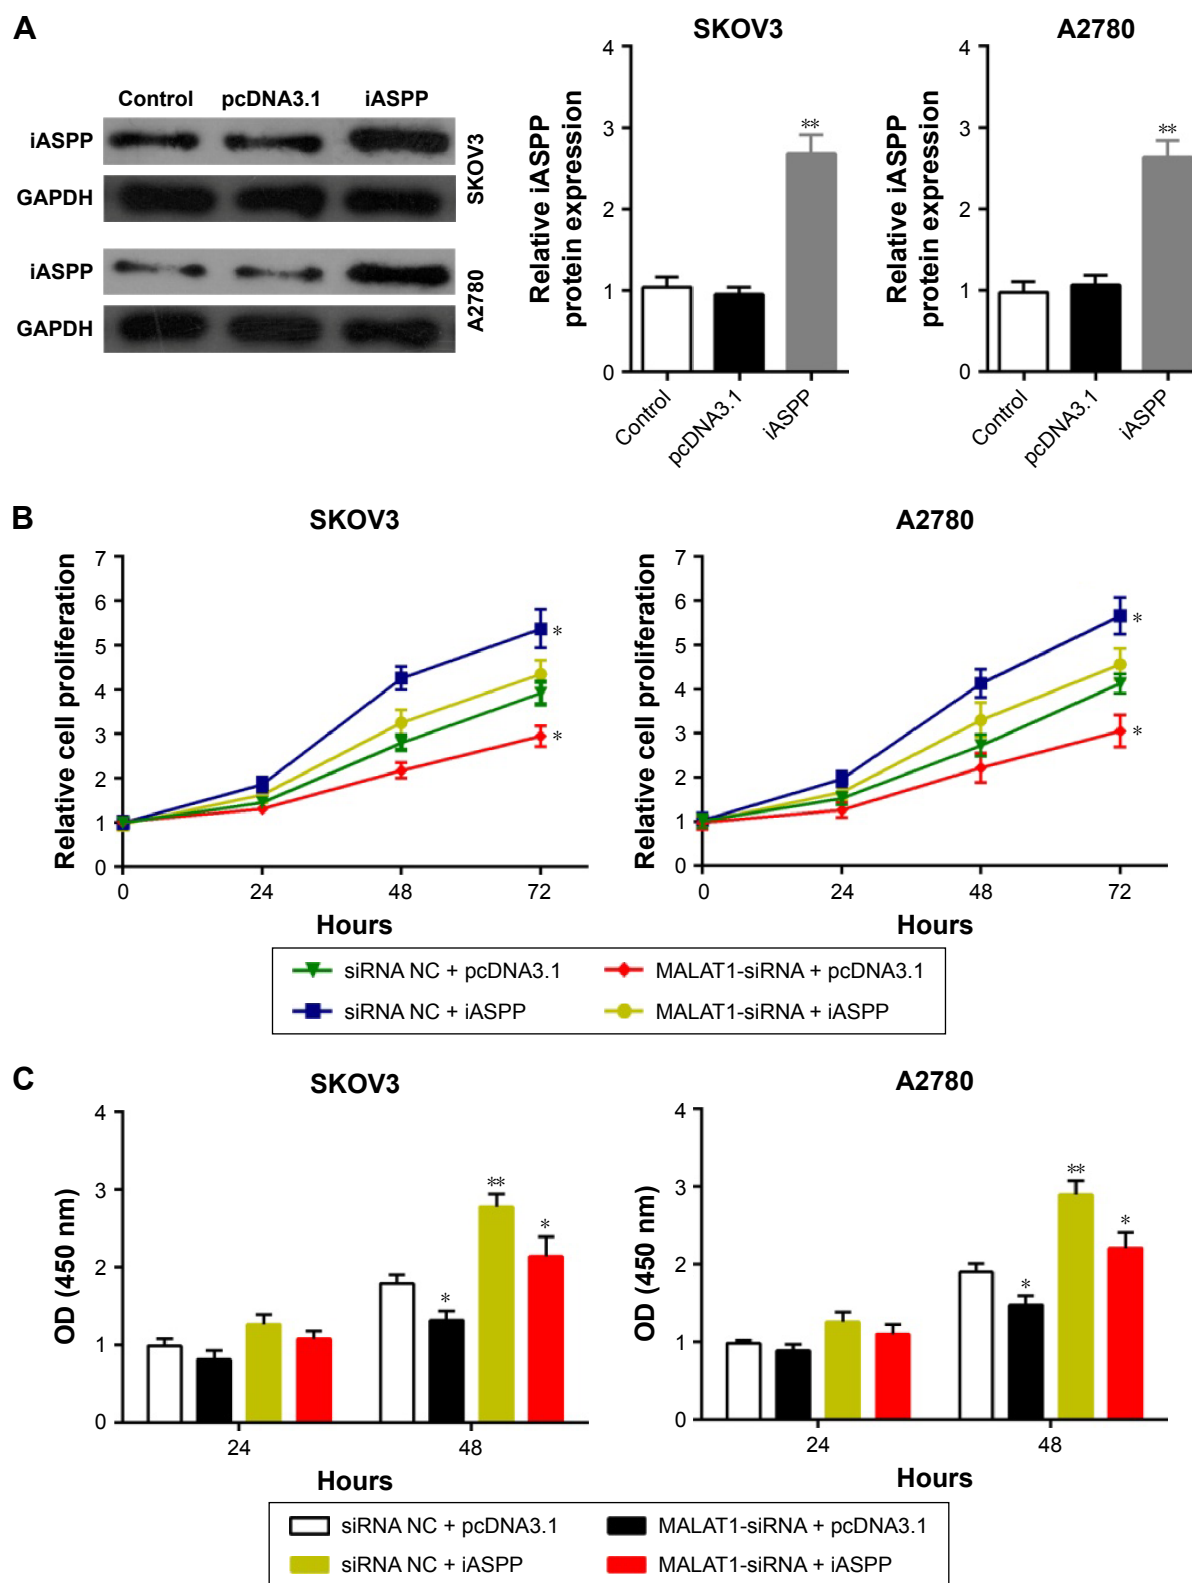 A
Control pcDNA3.1 iASPP
iASPP
GAPDH
SKOV3
iASPP
GAPDH
A2780
SKOV3
Relative iASPP
protein expression
4
3
2
1
0
**
Control
pcDNA3.1
iASPP
A2780
Relative iASPP
protein expression
4
3
2
1
0
**
Control
pcDNA3.1
iASPP
B
SKOV3
Relative cell proliferation
7
6
5
4
3
2
1
0
*
*
0 24 48 72
Hours
A2780
Relative cell proliferation
7
6
5
4
3
2
1
0
*
*
0 24 48 72
Hours
siRNA NC + pcDNA3.1 MALAT1-siRNA + pcDNA3.1
siRNA NC + iASPP MALAT1-siRNA + iASPP
C
SKOV3
OD (450 nm)
4
3
2
1
0
*
**
*
24 48
Hours
A2780
OD (450 nm)
4
3
2
1
0
*
**
*
24 48
Hours
siRNA NC + pcDNA3.1 MALAT1-siRNA + pcDNA3.1
siRNA NC + iASPP MALAT1-siRNA + iASPP